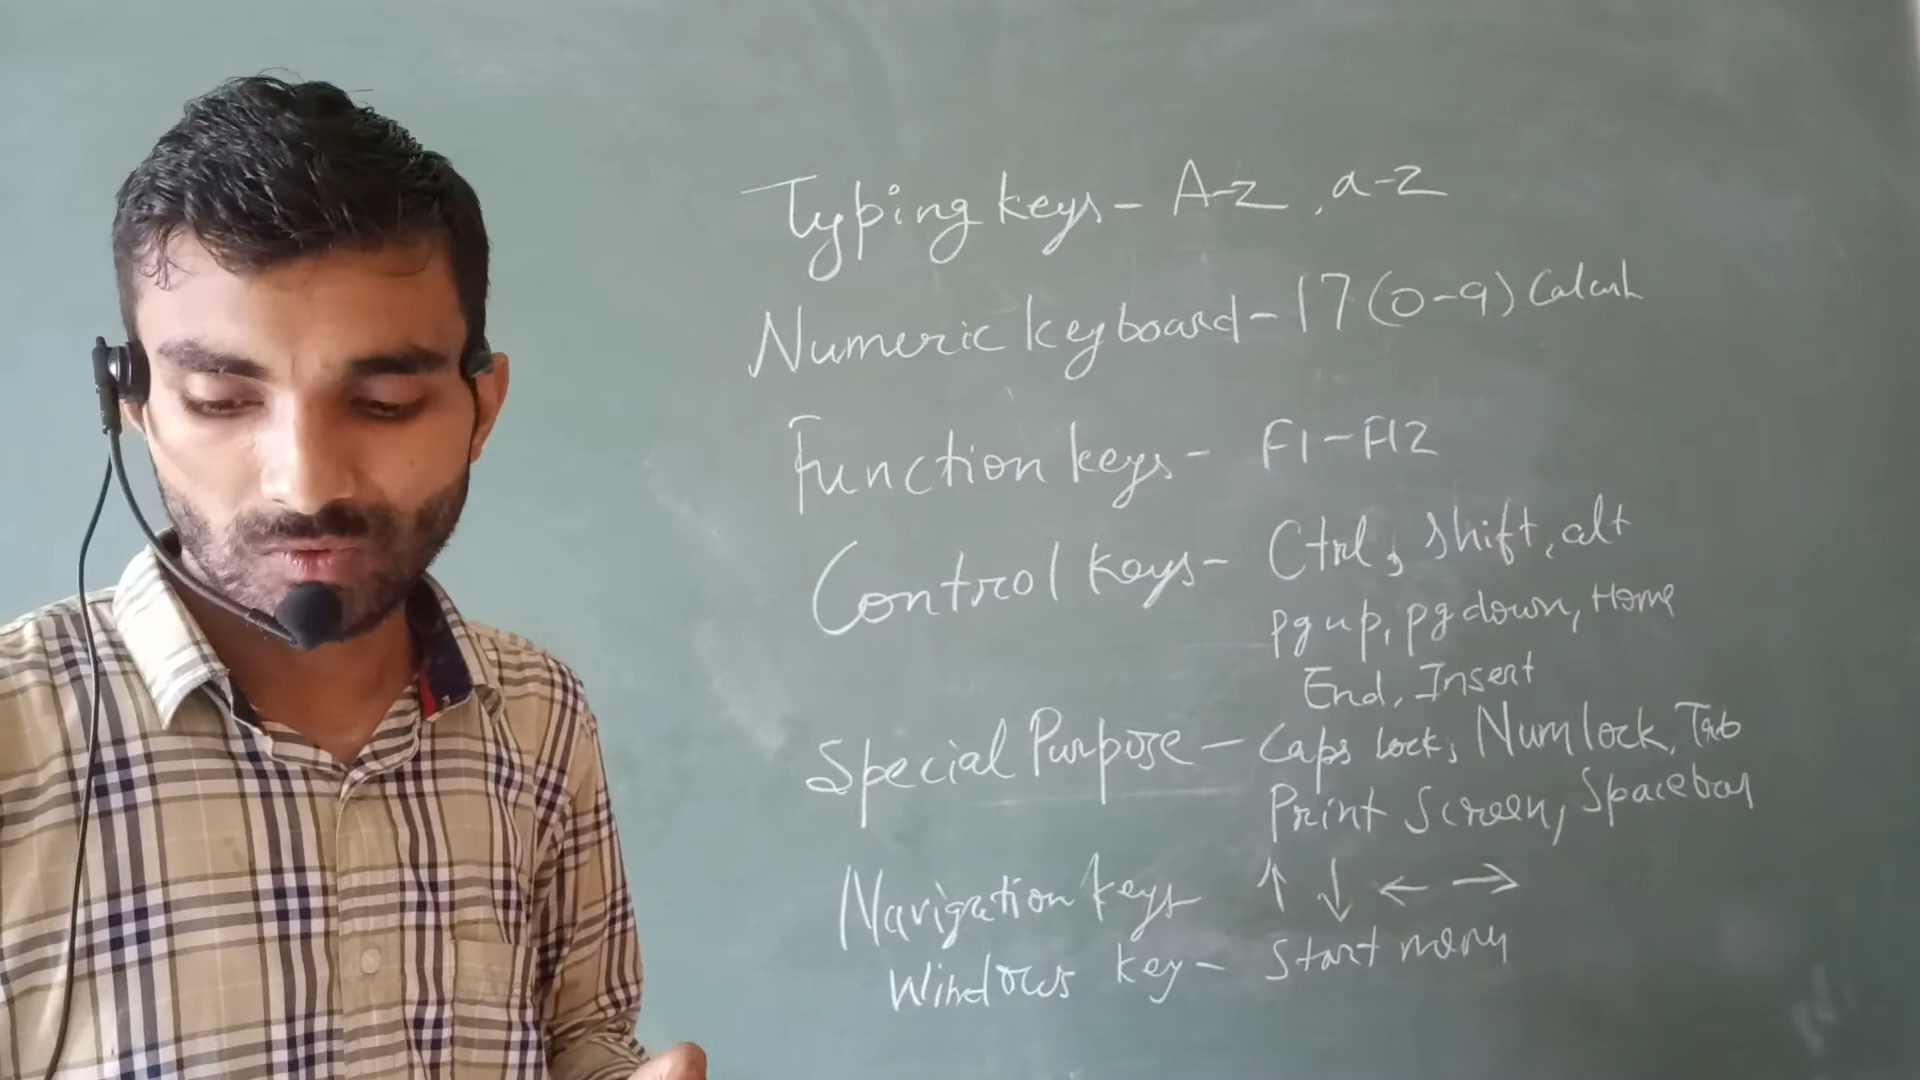 Typing keys - A-Z, a-z
Numeric keyboard - 17 (0-9)
Function keys - F1-F12
Control keys - Ctrl, shift, alt
pg up, pg down, Home
End, Insert
Special Purpose - Caps lock, Num lock, Tab
Print Screen, Spacebar
Navigation keys ↑ ↓ ← →
Windows key - Start menu